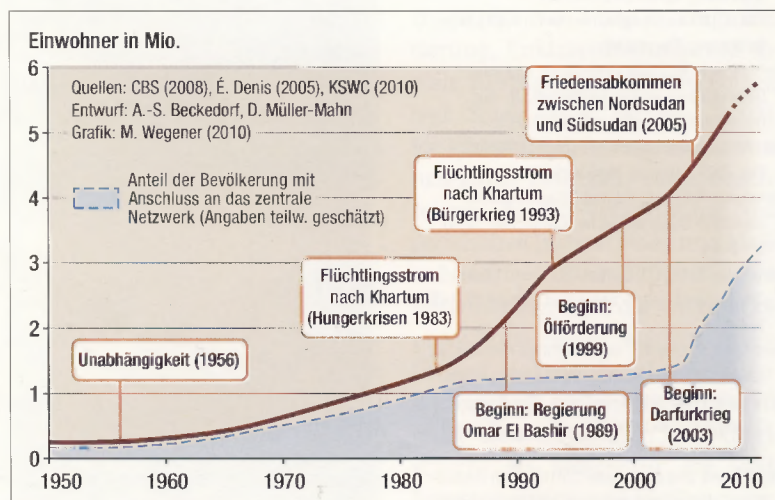 Einwohner in Mio.
6
5
4
3
2
1
0
Quellen: CBS (2008), É. Denis (2005), KSWC (2010)
Entwurf: A.-S. Beckedorf, D. Müller-Mahn
Grafik: M. Wegener (2010)
Anteil der Bevölkerung mit
Anschluss an das zentrale
Netzwerk (Angaben teilw. geschätzt)
Friedensabkommen
zwischen Nordsudan
und Südsudan (2005)
Flüchtlingsstrom
nach Khartum
(Bürgerkrieg 1993)
Flüchtlingsstrom
nach Khartum
(Hungerkrisen 1983)
Beginn:
Ölförderung
(1999)
Unabhängigkeit (1956)
Beginn: Regierung
Omar El Bashir (1989)
Beginn:
Darfurkrieg
(2003)
1950 1960 1970 1980 1990 2000 2010